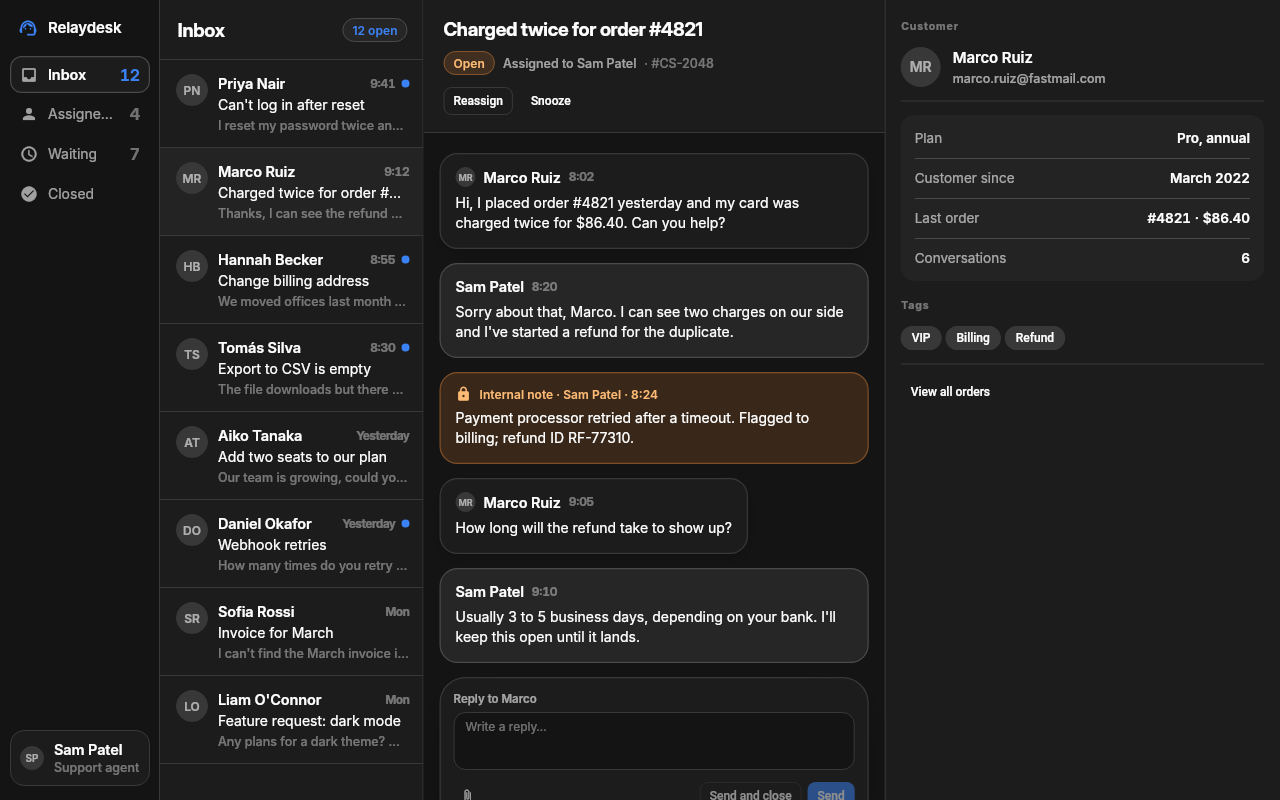 Relaydesk
Inbox 12
Assigne... 4
Waiting 7
Closed
SP
Sam Patel
Support agent
Inbox
12 open
PN
Priya Nair 9:41
Can't log in after reset
I reset my password twice an...
MR
Marco Ruiz 9:12
Charged twice for order #...
Thanks, I can see the refund ...
HB
Hannah Becker 8:55
Change billing address
We moved offices last month ...
TS
Tomás Silva 8:30
Export to CSV is empty
The file downloads but there ...
AT
Aiko Tanaka Yesterday
Add two seats to our plan
Our team is growing, could yo...
DO
Daniel Okafor Yesterday
Webhook retries
How many times do you retry ...
SR
Sofia Rossi Mon
Invoice for March
I can't find the March invoice i...
LO
Liam O'Connor Mon
Feature request: dark mode
Any plans for a dark theme? ...
Charged twice for order #4821
Open Assigned to Sam Patel · #CS-2048
Reassign Snooze
MR Marco Ruiz 8:02
Hi, I placed order #4821 yesterday and my card was
charged twice for $86.40. Can you help?
Sam Patel 8:20
Sorry about that, Marco. I can see two charges on our side
and I've started a refund for the duplicate.
Internal note · Sam Patel · 8:24
Payment processor retried after a timeout. Flagged to
billing; refund ID RF-77310.
MR Marco Ruiz 9:05
How long will the refund take to show up?
Sam Patel 9:10
Usually 3 to 5 business days, depending on your bank. I'll
keep this open until it lands.
Reply to Marco
Write a reply...
Send and close Send
Customer
MR
Marco Ruiz
marco.ruiz@fastmail.com
Plan Pro, annual
Customer since March 2022
Last order #4821 · $86.40
Conversations 6
Tags
VIP Billing Refund
View all orders